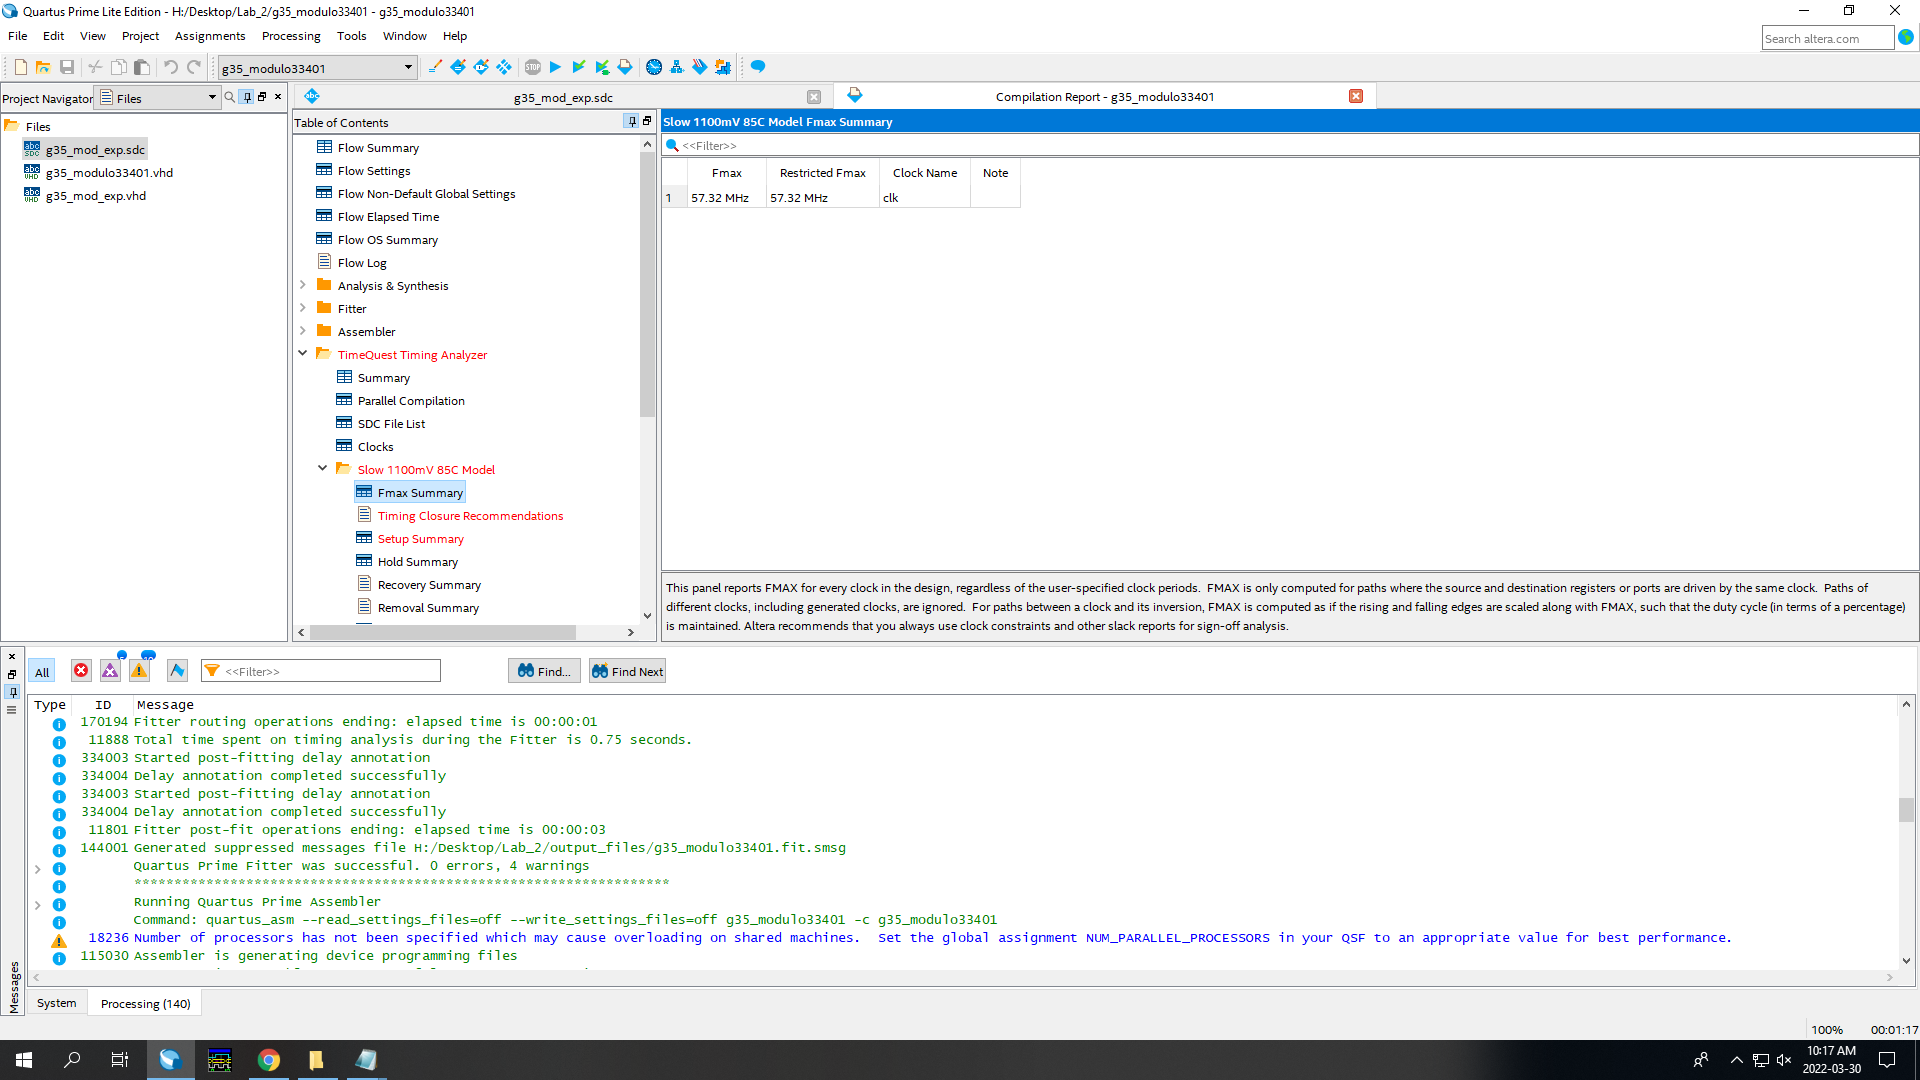 Quartus Prime Lite Edition - H:/Desktop/Lab_2/g35_modulo33401 - g35_modulo33401
File Edit View Project Assignments Processing Tools Window Help
Search altera.com
g35_modulo33401
STOP
Project Navigator Files
g35_mod_exp.sdc
Compilation Report - g35_modulo33401
Files
g35_mod_exp.sdc
g35_modulo33401.vhd
g35_mod_exp.vhd
Table of Contents
Flow Summary
Flow Settings
Flow Non-Default Global Settings
Flow Elapsed Time
Flow OS Summary
Flow Log
Analysis & Synthesis
Fitter
Assembler
TimeQuest Timing Analyzer
Summary
Parallel Compilation
SDC File List
Clocks
Slow 1100mV 85C Model
Fmax Summary
Timing Closure Recommendations
Setup Summary
Hold Summary
Recovery Summary
Removal Summary
Slow 1100mV 85C Model Fmax Summary
<<Filter>>
Fmax Restricted Fmax Clock Name Note
1 57.32 MHz 57.32 MHz clk
This panel reports FMAX for every clock in the design, regardless of the user-specified clock periods.  FMAX is only computed for paths where the source and destination registers or ports are driven by the same clock.  Paths of
different clocks, including generated clocks, are ignored.  For paths between a clock and its inversion, FMAX is computed as if the rising and falling edges are scaled along with FMAX, such that the duty cycle (in terms of a percentage)
is maintained. Altera recommends that you always use clock constraints and other slack reports for sign-off analysis.
All <<Filter>> Find... Find Next
Type ID Message
170194 Fitter routing operations ending: elapsed time is 00:00:01
11888 Total time spent on timing analysis during the Fitter is 0.75 seconds.
334003 Started post-fitting delay annotation
334004 Delay annotation completed successfully
334003 Started post-fitting delay annotation
334004 Delay annotation completed successfully
11801 Fitter post-fit operations ending: elapsed time is 00:00:03
144001 Generated suppressed messages file H:/Desktop/Lab_2/output_files/g35_modulo33401.fit.smsg
Quartus Prime Fitter was successful. 0 errors, 4 warnings
*******************************************************************
Running Quartus Prime Assembler
Command: quartus_asm --read_settings_files=off --write_settings_files=off g35_modulo33401 -c g35_modulo33401
18236 Number of processors has not been specified which may cause overloading on shared machines.  Set the global assignment NUM_PARALLEL_PROCESSORS in your QSF to an appropriate value for best performance.
115030 Assembler is generating device programming files
Messages
System Processing (140)
100% 00:01:17
10:17 AM
2022-03-30